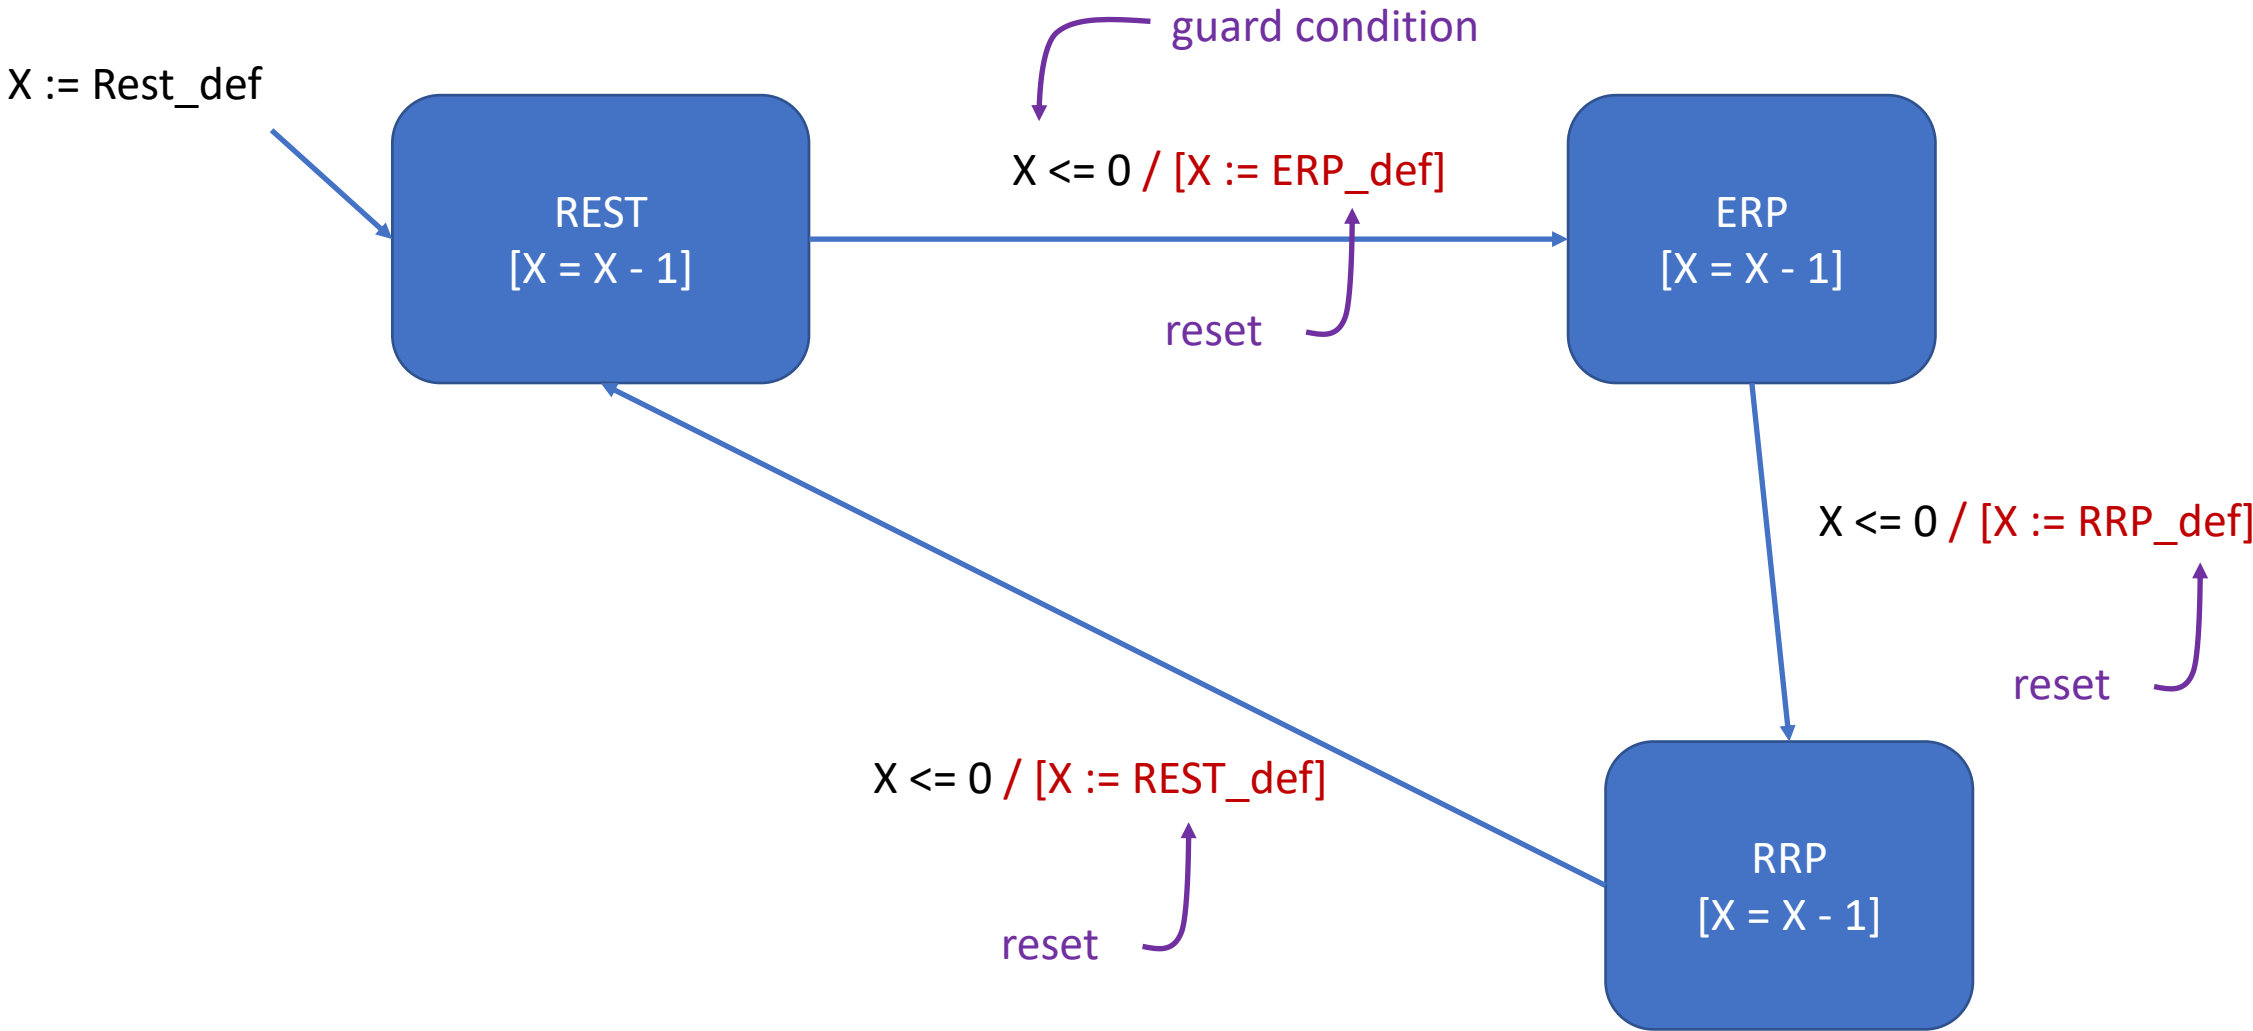 guard condition
X := Rest_def
X <= 0 / [X := ERP_def]
REST
[X = X - 1]
ERP
[X = X - 1]
reset
X <= 0 / [X := RRP_def]
reset
X <= 0 / [X := REST_def]
RRP
[X = X - 1]
reset